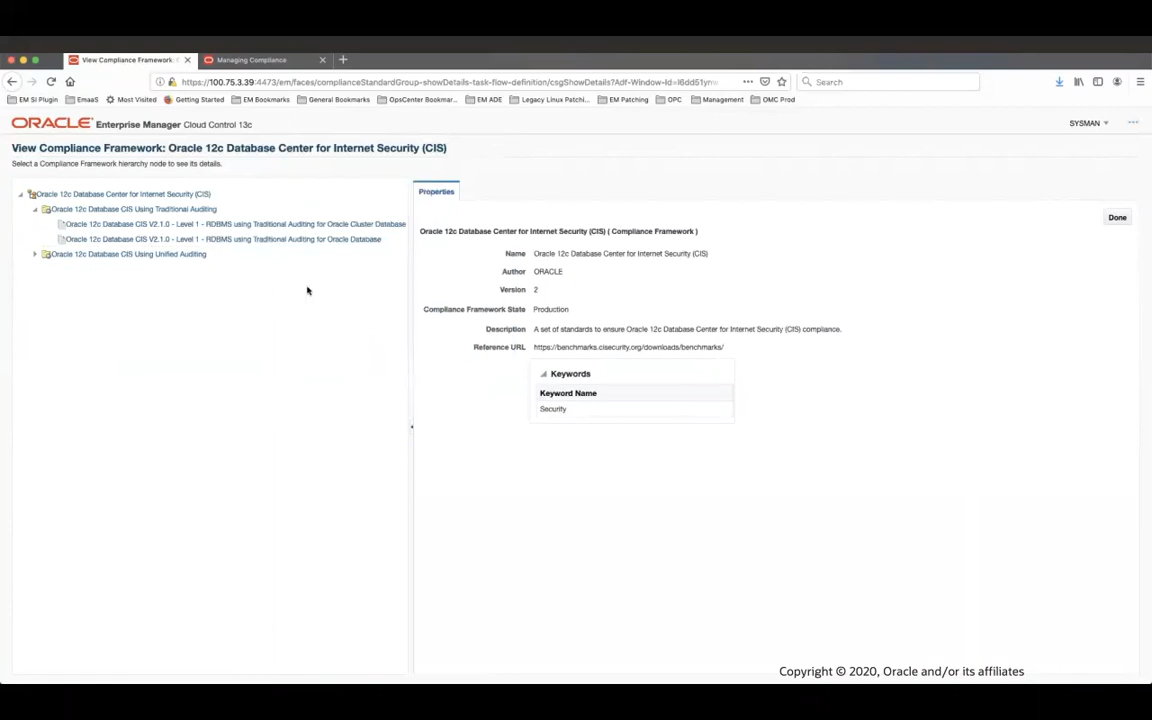 View Compliance Framework:
Managing Compliance
https://100.75.3.39:4473/em/faces/complianceStandardGroup-showDetails-task-flow-definition/csgShowDetails?Adf-Window-Id=
Search
EM SI Plugin
EmaaS
Most Visited
Getting Started
EM Bookmarks
General Bookmarks
OpsCenter Bookmar...
EM ADE
Legacy Linux Patchi...
EM Patching
OPC
Management
OMC Prod
ORACLE Enterprise Manager Cloud Control 13c
SYSMAN
View Compliance Framework: Oracle 12c Database Center for Internet Security (CIS)
Select a Compliance Framework hierarchy node to see its details.
Oracle 12c Database Center for Internet Security (CIS)
Oracle 12c Database CIS Using Traditional Auditing
Oracle 12c Database CIS V2.1.0 - Level 1 - RDBMS using Traditional Auditing for Oracle Cluster Database
Oracle 12c Database CIS V2.1.0 - Level 1 - RDBMS using Traditional Auditing for Oracle Database
Oracle 12c Database CIS Using Unified Auditing
Properties
Done
Oracle 12c Database Center for Internet Security (CIS) ( Compliance Framework )
Name Oracle 12c Database Center for Internet Security (CIS)
Author ORACLE
Version 2
Compliance Framework State Production
Description A set of standards to ensure Oracle 12c Database Center for Internet Security (CIS) compliance.
Reference URL https://benchmarks.cisecurity.org/downloads/benchmarks/
Keywords
Keyword Name
Security
Copyright © 2020, Oracle and/or its affiliates